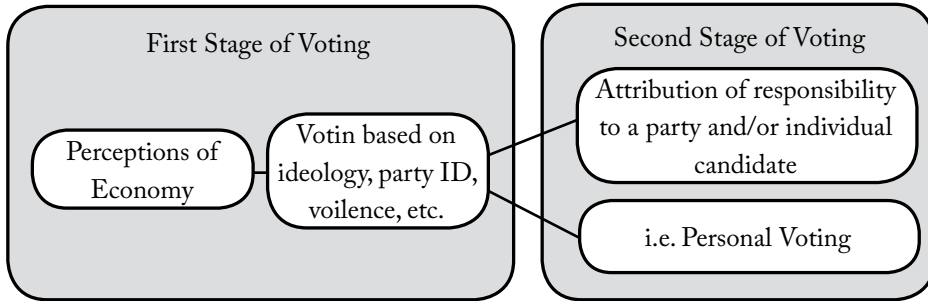 First Stage of Voting
Perceptions of
Economy
Votin based on
ideology, party ID,
voilence, etc.
Second Stage of Voting
Attribution of responsibility
to a party and/or individual
candidate
i.e. Personal Voting